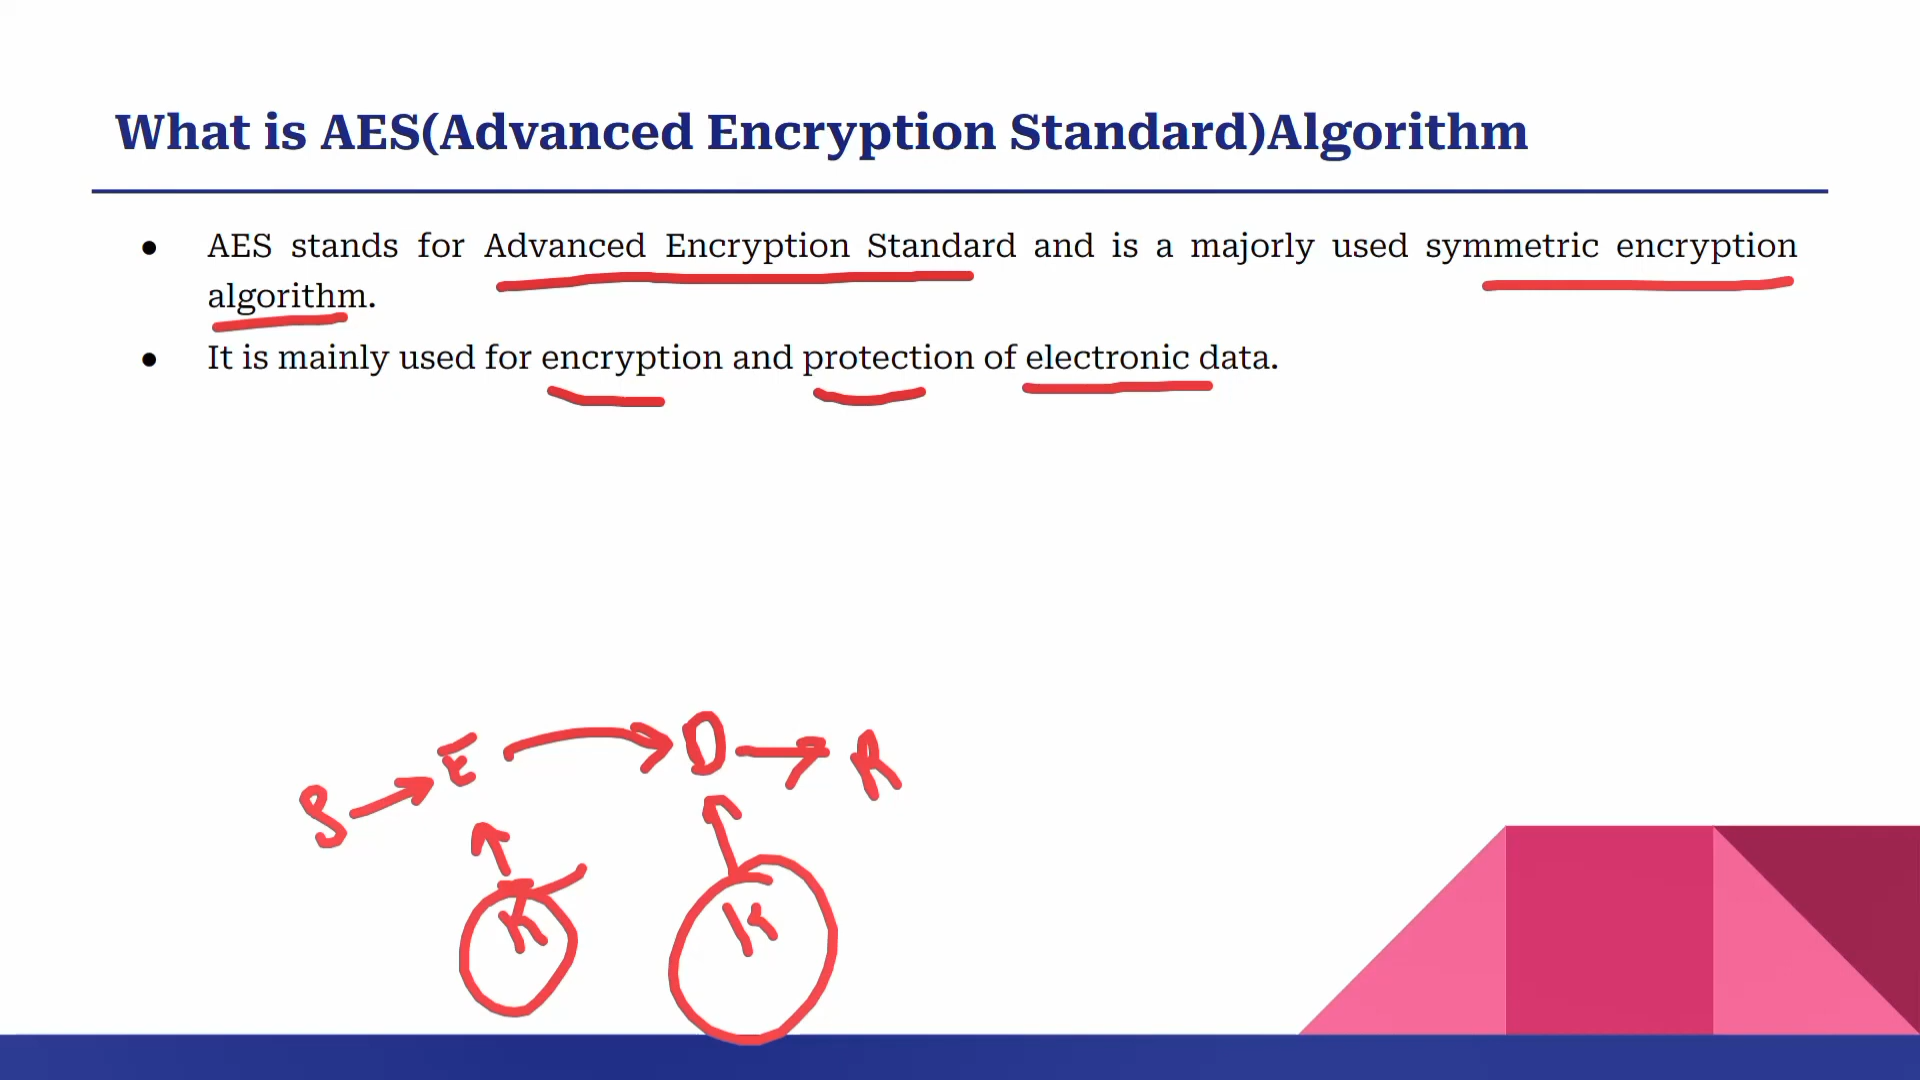 What is AES(Advanced Encryption Standard)Algorithm
● AES stands for Advanced Encryption Standard and is a majorly used symmetric encryption
algorithm.
● It is mainly used for encryption and protection of electronic data.
S E D R
K K